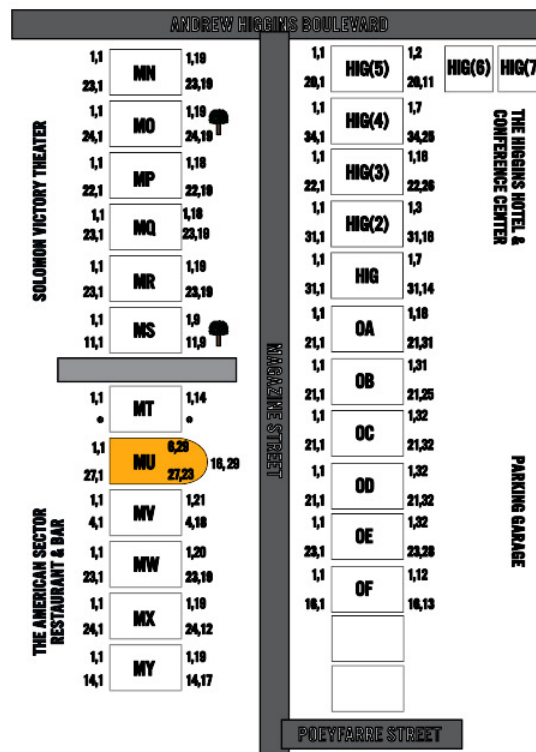 ANDREW HIGGINS BOULEVARD
SOLOMON VICTORY THEATER
1,1 MN 1,19
23,1 23,19
1,1 MO 1,19
24,1 24,19
1,1 MP 1,18
22,1 22,19
1,1 MQ 1,18
23,1 23,19
1,1 MR 1,19
23,1 23,19
1,1 MS 1,9
11,1 11,9
1,1 MT 1,14
• •
THE AMERICAN SECTOR
RESTAURANT & BAR
1,1 MU 6,29
27,1 27,23
16,29
1,1 MV 1,21
4,1 4,18
1,1 MW 1,20
23,1 23,19
1,1 MX 1,19
24,1 24,12
1,1 MY 1,19
14,1 14,17
MAGAZINE STREET
1,1 HIG(5) 1,2
20,1 20,11
HIG(6) HIG(7
1,1 HIG(4) 1,7
34,1 34,25
1,1 HIG(3) 1,18
22,1 22,26
1,1 HIG(2) 1,3
31,1 31,16
1,1 HIG 1,7
31,1 31,14
1,1 OA 1,18
21,1 21,31
1,1 OB 1,31
21,1 21,25
1,1 OC 1,32
21,1 21,32
1,1 OD 1,32
21,1 21,32
1,1 OE 1,32
23,1 23,28
1,1 OF 1,12
16,1 16,13
THE HIGGINS HOTEL &
CONFERENCE CENTER
PARKING GARAGE
POEYFARRE STREET